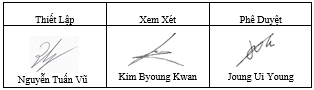 Thiết Lập Xem Xét Phê Duyệt
Nguyễn Tuấn Vũ Kim Byoung Kwan Joung Ui Young